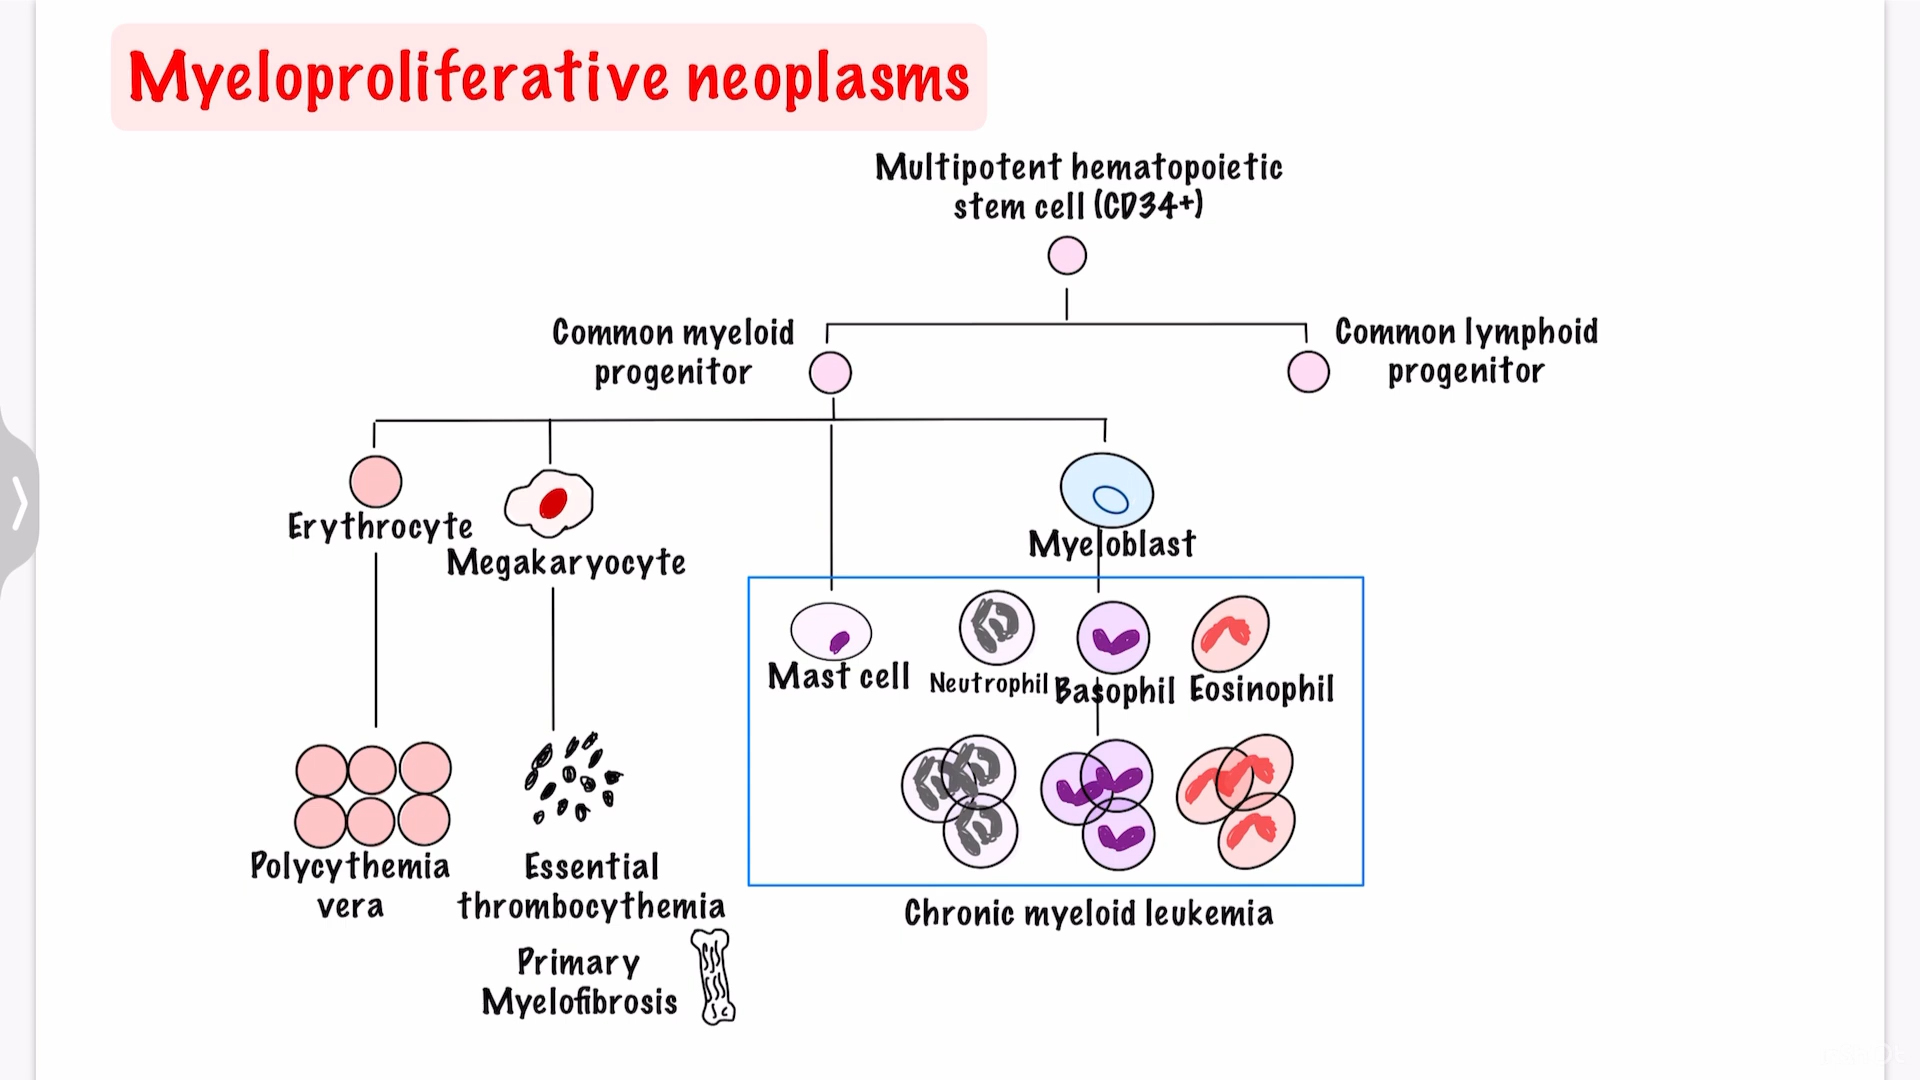 Myeloproliferative neoplasms
Multipotent hematopoietic
stem cell (CD34+)
Common myeloid
progenitor
Common lymphoid
progenitor
Erythrocyte
Megakaryocyte
Myeloblast
Mast cell
Neutrophil
Basophil
Eosinophil
Polycythemia
vera
Essential
thrombocythemia
Chronic myeloid leukemia
Primary
Myelofibrosis